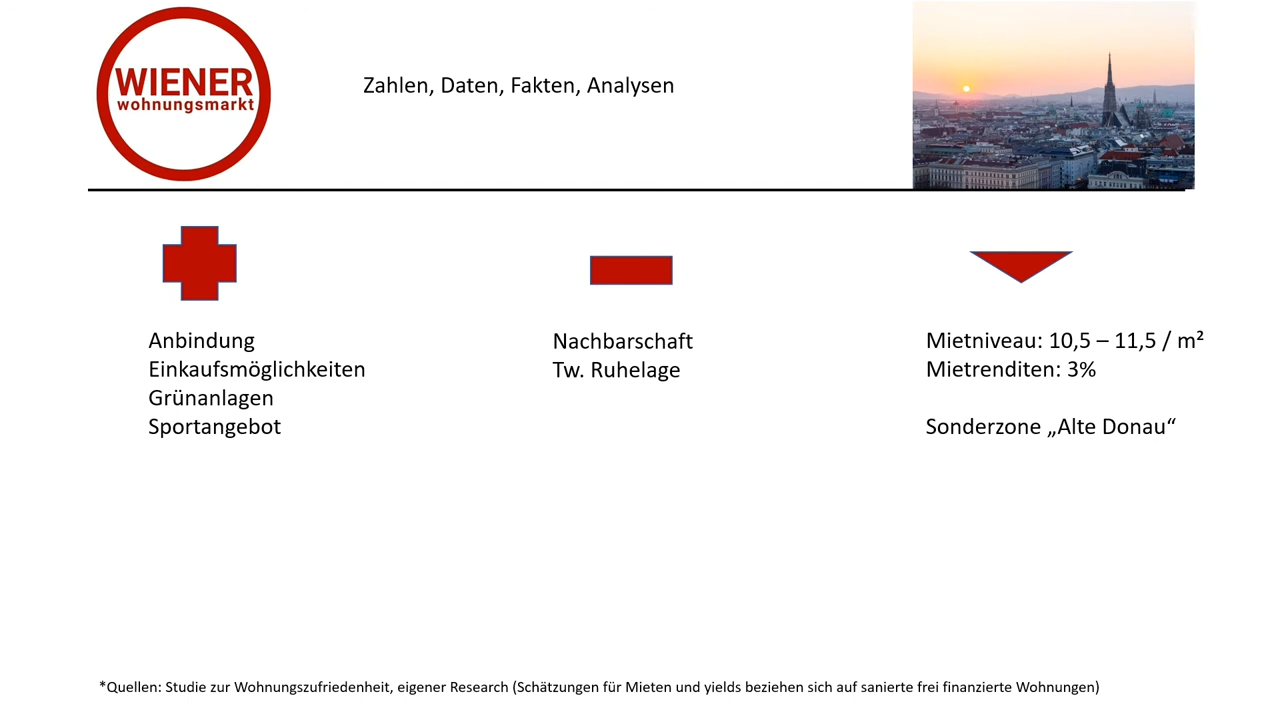 WIENER
wohnungsmarkt
Zahlen, Daten, Fakten, Analysen
Anbindung
Einkaufsmöglichkeiten
Grünanlagen
Sportangebot
Nachbarschaft
Tw. Ruhelage
Mietniveau: 10,5 – 11,5 / m²
Mietrenditen: 3%
Sonderzone „Alte Donau“
*Quellen: Studie zur Wohnungszufriedenheit, eigener Research (Schätzungen für Mieten und yields beziehen sich auf sanierte frei finanzierte Wohnungen)